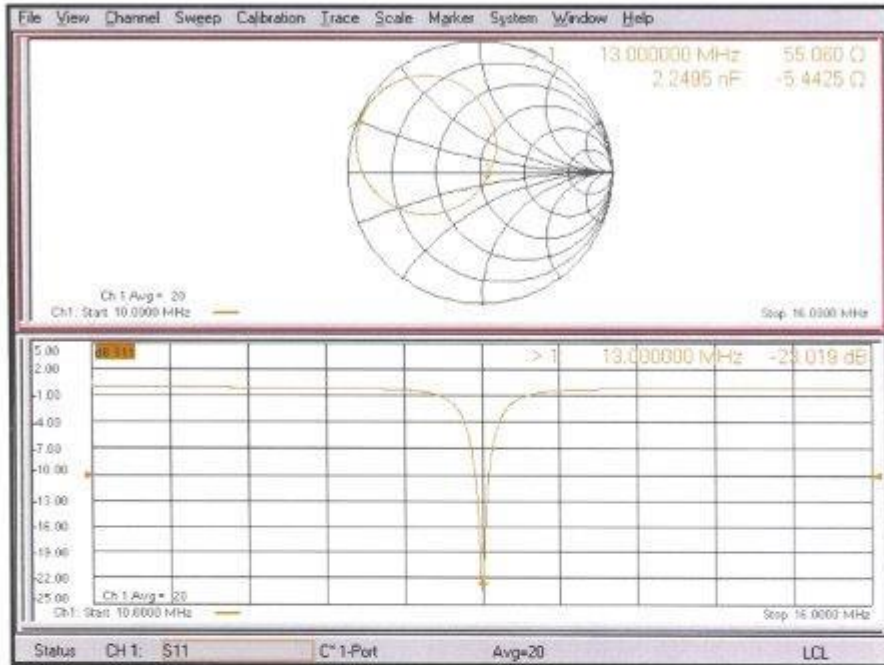 File View Channel Sweep Calibration Trace Scale Marker System Window Help
> 1 13.000000 MHz 55.060 Ω
2.2495 nF -5.4425 Ω
Ch 1 Avg = 20
Ch1: Start 10.0000 MHz
Stop 16.0000 MHz
5.00
dB S11
> 1 13.000000 MHz -23.019 dB
2.00
-1.00
-4.00
-7.00
-10.00
-13.00
-16.00
-19.00
-22.00
-25.00
Ch 1 Avg = 20
Ch1: Start 10.0000 MHz
Stop 16.0000 MHz
Status CH 1: S11 C* 1-Port Avg=20 LCL